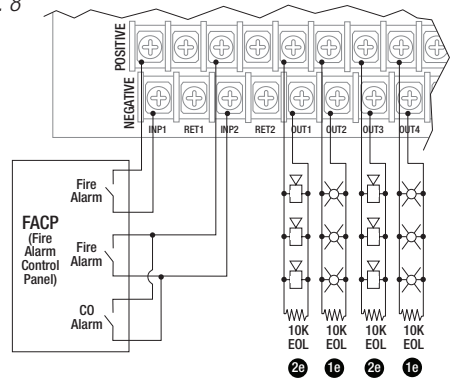 . 8
POSITIVE
NEGATIVE
INP1 RET1 INP2 RET2 OUT1 OUT2 OUT3 OUT4
Fire
Alarm
FACP
(Fire
Alarm
Control
Panel)
Fire
Alarm
CO
Alarm
10K
EOL
10K
EOL
10K
EOL
10K
EOL
2e 1e 2e 1e